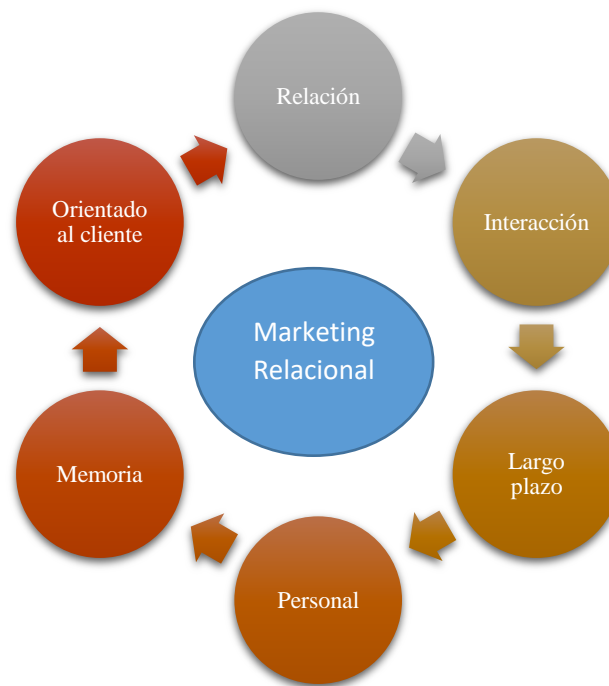 Relación
Interacción
Largo
plazo
Personal
Memoria
Orientado
al cliente
Marketing
Relacional